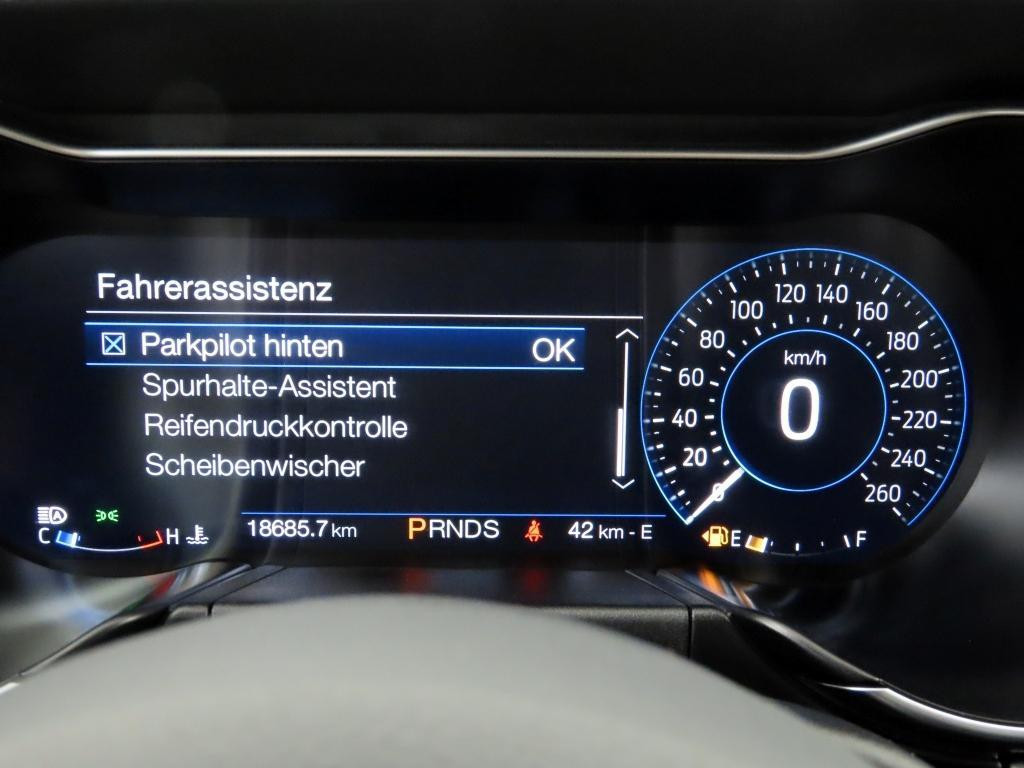 Fahrerassistenz
Parkpilot hinten OK
Spurhalte-Assistent
Reifendruckkontrolle
Scheibenwischer
km/h
0
0
20
40
60
80
100
120
140
160
180
200
220
240
260
A
C H
18685.7 km PRNDS 42 km - E
E F